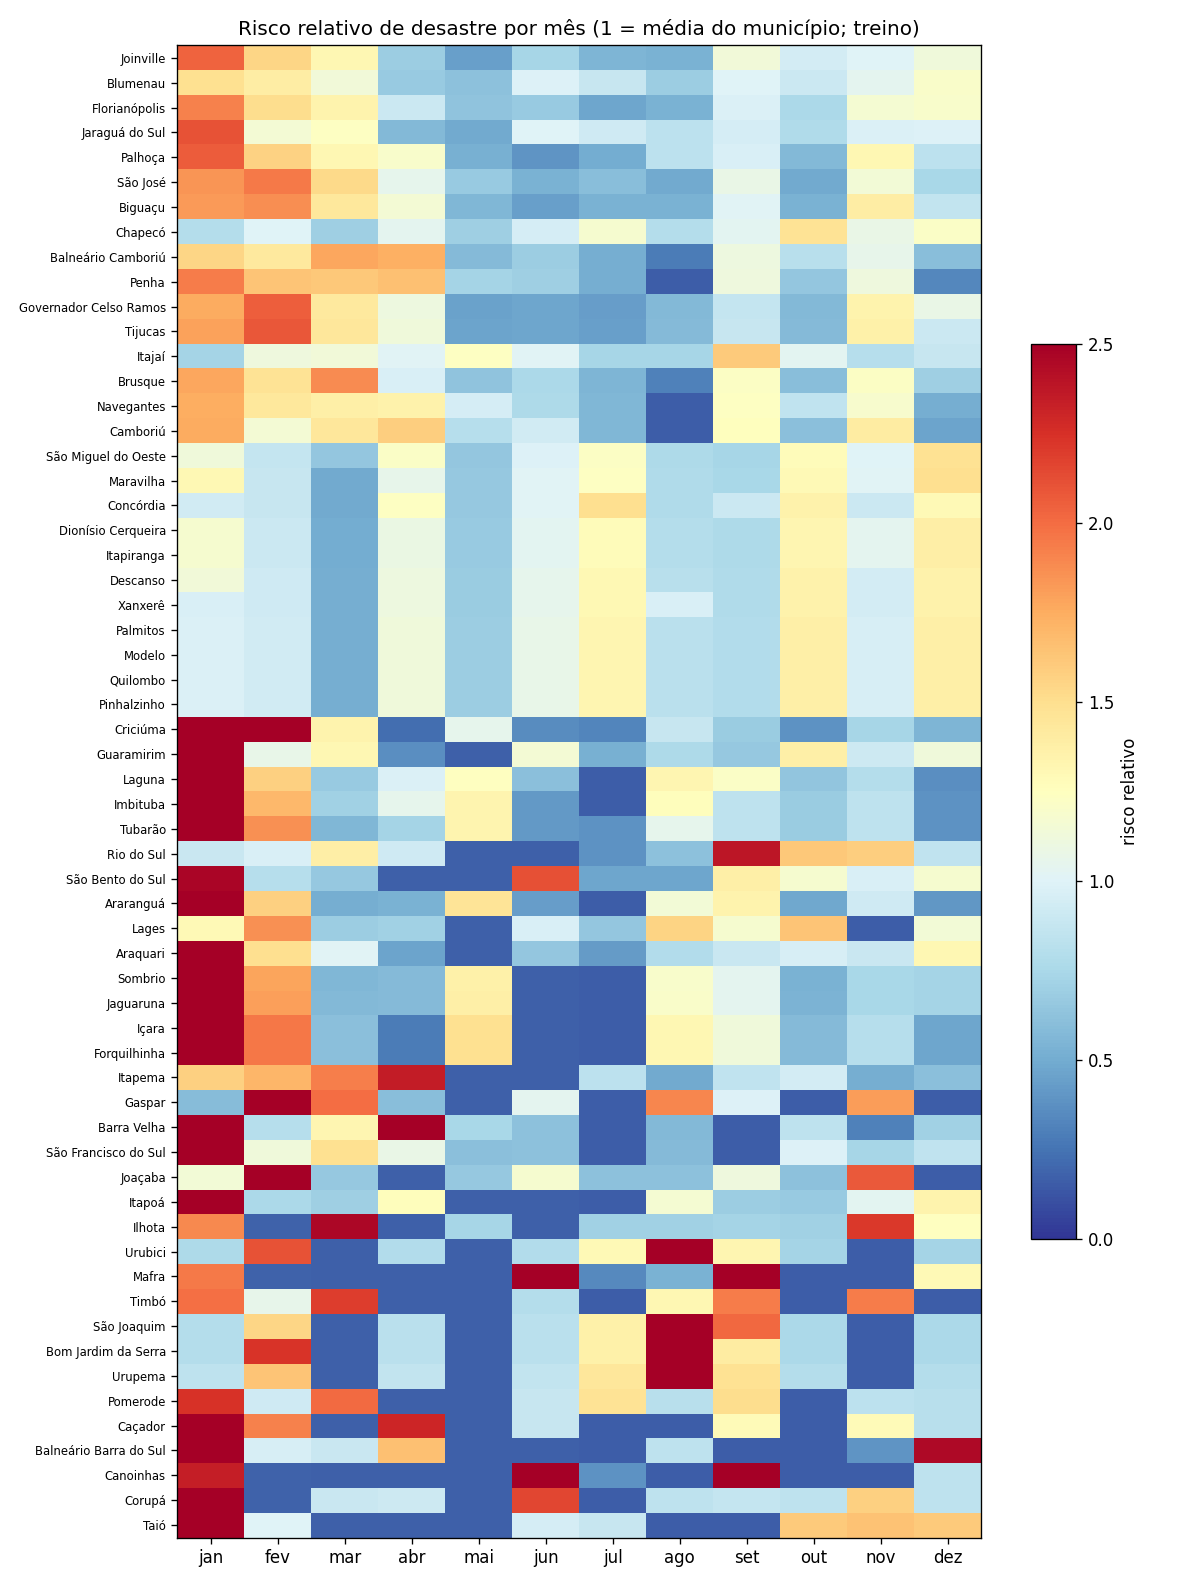 Risco relativo de desastre por mês (1 = média do município; treino)
Joinville
Blumenau
Florianópolis
Jaraguá do Sul
Palhoça
São José
Biguaçu
Chapecó
Balneário Camboriú
Penha
Governador Celso Ramos
Tijucas
Itajaí
Brusque
Navegantes
Camboriú
São Miguel do Oeste
Maravilha
Concórdia
Dionísio Cerqueira
Itapiranga
Descanso
Xanxerê
Palmitos
Modelo
Quilombo
Pinhalzinho
Criciúma
Guaramirim
Laguna
Imbituba
Tubarão
Rio do Sul
São Bento do Sul
Araranguá
Lages
Araquari
Sombrio
Jaguaruna
Içara
Forquilhinha
Itapema
Gaspar
Barra Velha
São Francisco do Sul
Joaçaba
Itapoá
Ilhota
Urubici
Mafra
Timbó
São Joaquim
Bom Jardim da Serra
Urupema
Pomerode
Caçador
Balneário Barra do Sul
Canoinhas
Corupá
Taió
jan fev mar abr mai jun jul ago set out nov dez
2.5
2.0
1.5
1.0
0.5
0.0
risco relativo